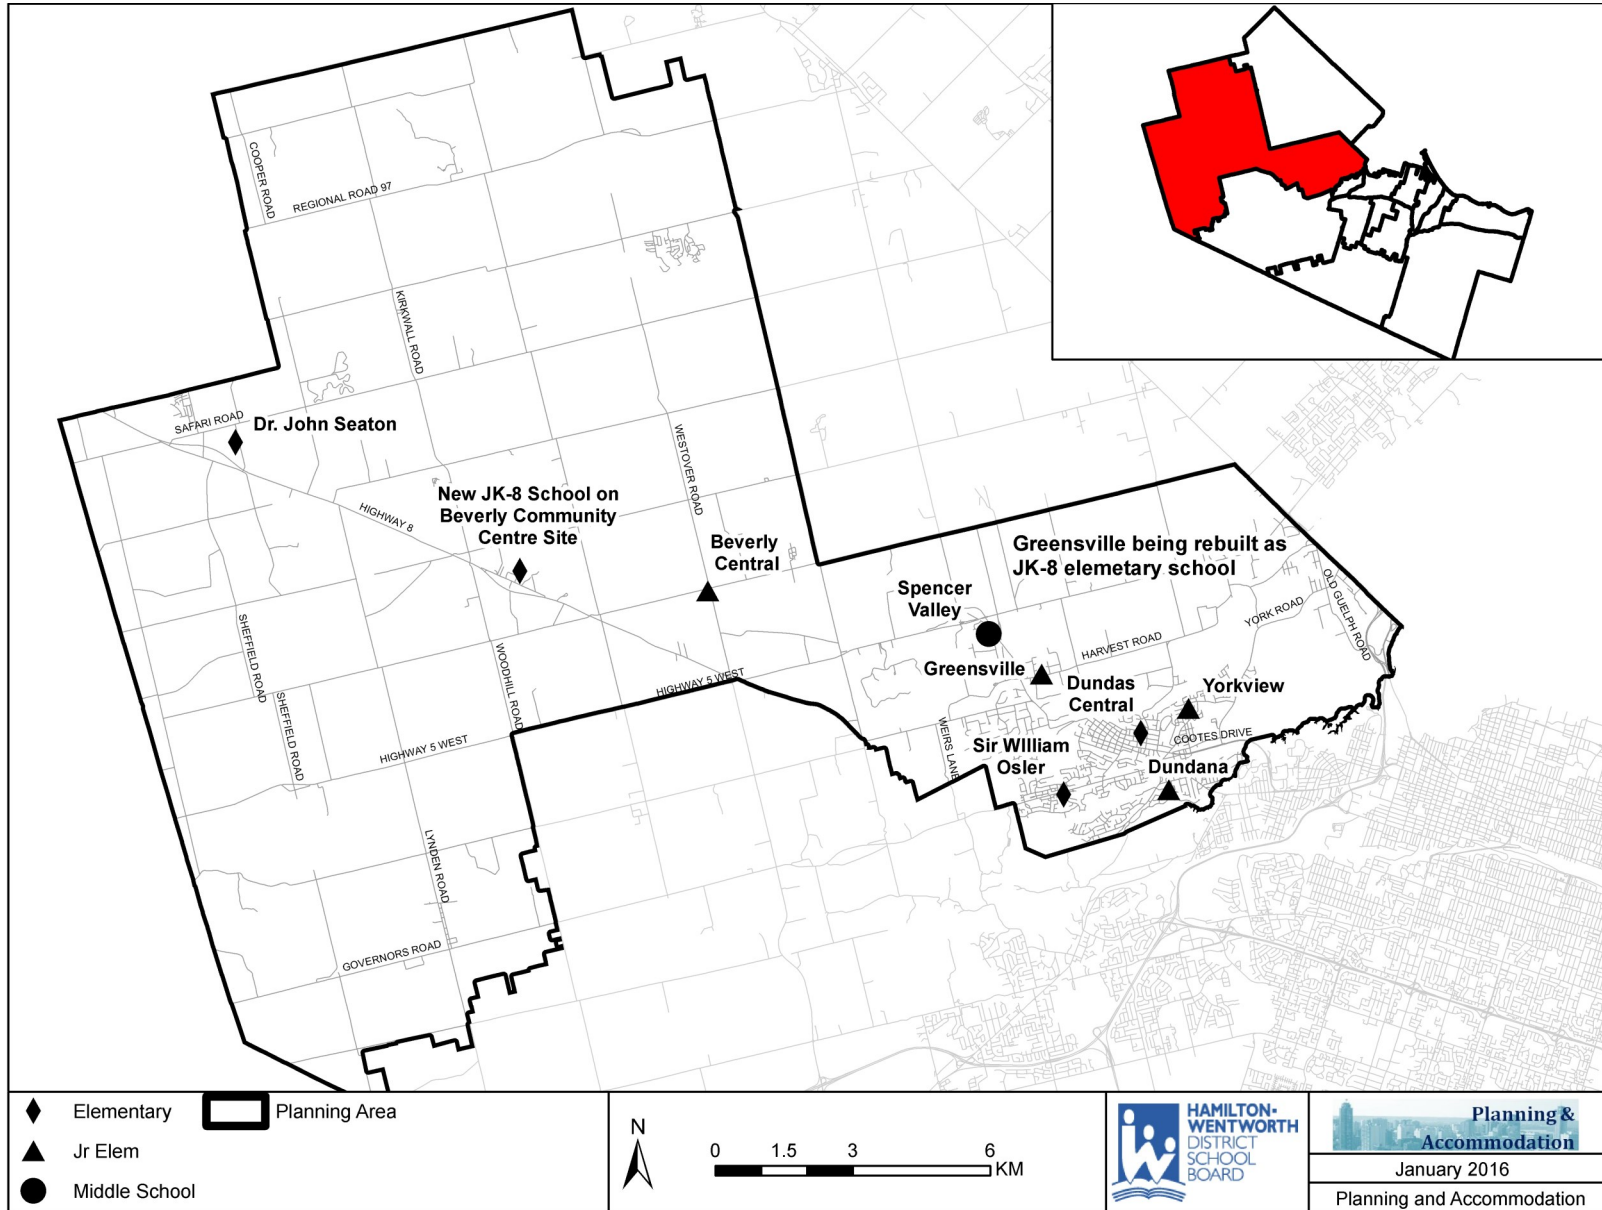 COOPER ROAD
REGIONAL ROAD 97
KIRKWALL ROAD
SAFARI ROAD
Dr. John Seaton
WESTOVER ROAD
New JK-8 School on
Beverly Community
Centre Site
HIGHWAY 8
Beverly
Central
Greensville being rebuilt as
JK-8 elemetary school
Spencer
Valley
OLD GUELPH ROAD
YORK ROAD
HARVEST ROAD
SHEFFIELD ROAD
WOODHILL ROAD
HIGHWAY 5 WEST
Greensville
Dundas
Central
Yorkview
SHEFFIELD ROAD
HIGHWAY 5 WEST
WEIRS LANE
Sir WIlliam
Osler
COOTES DRIVE
Dundana
LYNDEN ROAD
GOVERNORS ROAD
Elementary
Planning Area
Jr Elem
Middle School
N
0 1.5 3 6
KM
HAMILTON-
WENTWORTH
DISTRICT
SCHOOL
BOARD
Planning &
Accommodation
January 2016
Planning and Accommodation